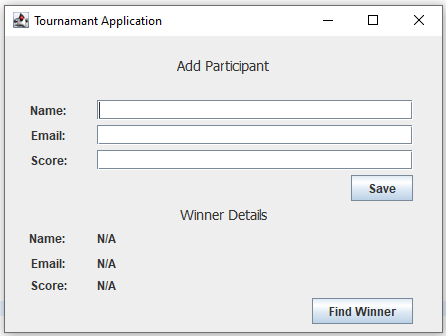 Tournamant Application
Add Participant
Name:
Email:
Score:
Save
Winner Details
Name: N/A
Email: N/A
Score: N/A
Find Winner